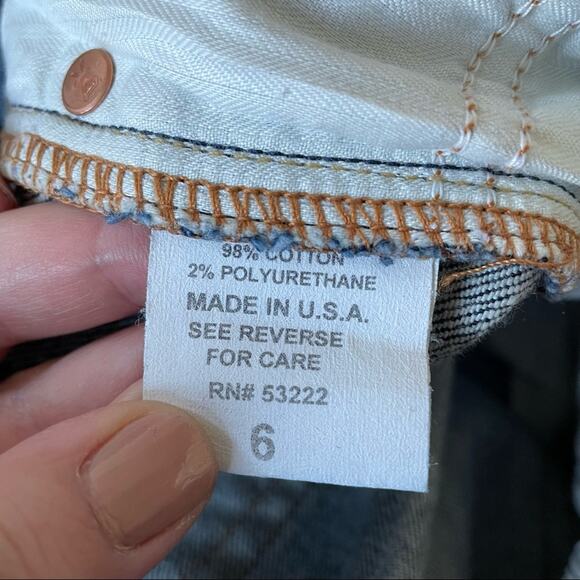 98% COTTON
2% POLYURETHANE
MADE IN U.S.A.
SEE REVERSE
FOR CARE
RN# 53222
6